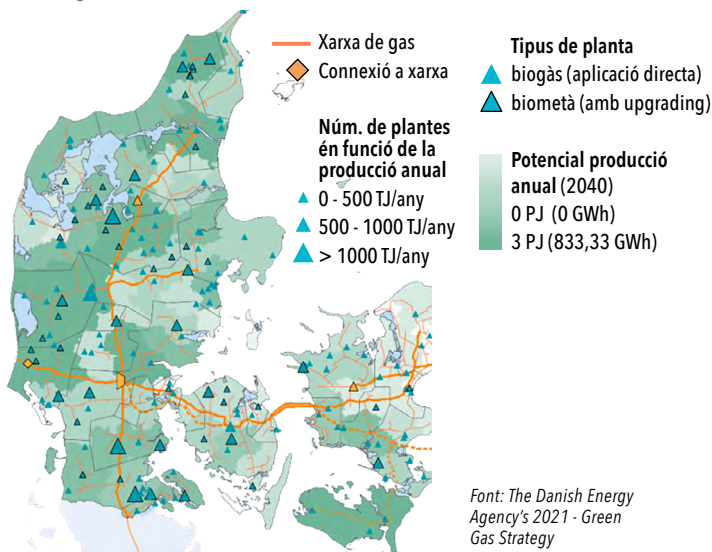 Xarxa de gas
Connexió a xarxa
Núm. de plantes
én funció de la
producció anual
0 - 500 TJ/any
500 - 1000 TJ/any
> 1000 TJ/any
Tipus de planta
biogàs (aplicació directa)
biometà (amb upgrading)
Potencial producció
anual (2040)
0 PJ (0 GWh)
3 PJ (833,33 GWh)
Font: The Danish Energy
Agency's 2021 - Green
Gas Strategy